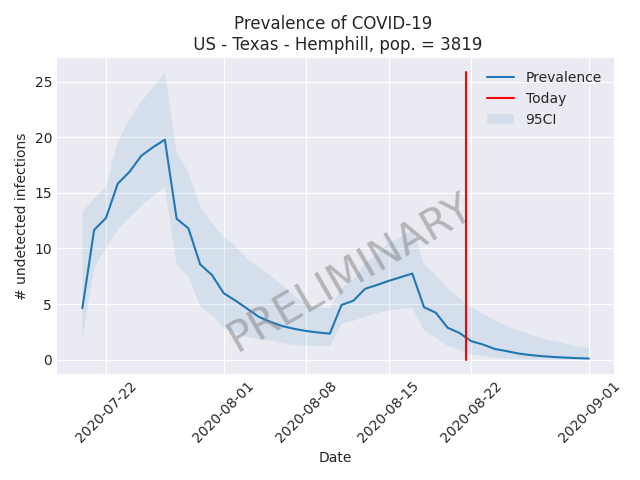 Prevalence of COVID-19
US - Texas - Hemphill, pop. = 3819
Prevalence
Today
95CI
PRELIMINARY
# undetected infections
25
20
15
10
5
0
2020-07-22
2020-08-01
2020-08-08
2020-08-15
2020-08-22
2020-09-01
Date